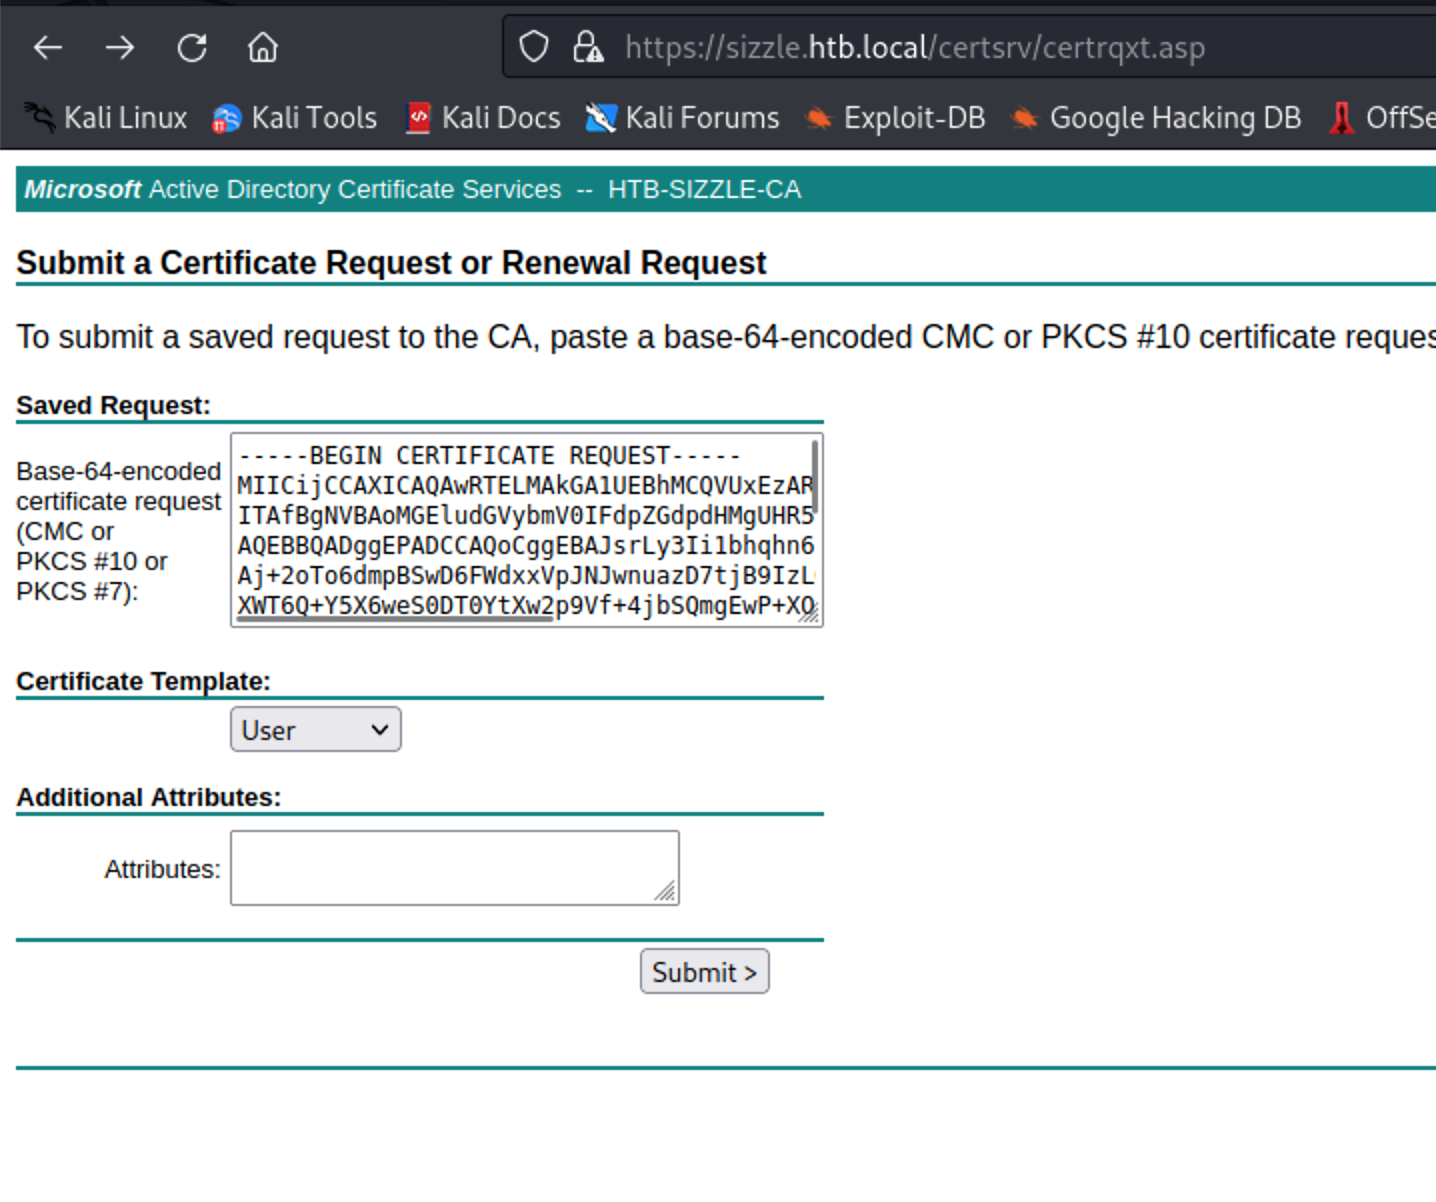 https://sizzle.htb.local/certsrv/certrqxt.asp
Kali Linux Kali Tools Kali Docs Kali Forums Exploit-DB Google Hacking DB OffSe
Microsoft Active Directory Certificate Services -- HTB-SIZZLE-CA
Submit a Certificate Request or Renewal Request
To submit a saved request to the CA, paste a base-64-encoded CMC or PKCS #10 certificate reques
Saved Request:
Base-64-encoded
certificate request
(CMC or
PKCS #10 or
PKCS #7):
-----BEGIN CERTIFICATE REQUEST-----
MIICijCCAXICAQAwRTELMAkGA1UEBhMCQVUxEzAR
ITAfBgNVBAoMGEludGVybmV0IFdpZGdpdHMgUHR5
AQEBBQADggEPADCCAQoCggEBAJsrLy3Ii1bhqhn6
Aj+2oTo6dmpBSwD6FWdxxVpJNJwnuazD7tjB9IzL
XWT6Q+Y5X6weS0DT0YtXw2p9Vf+4jbSQmgEwP+XQ
Certificate Template:
User
Additional Attributes:
Attributes:
Submit >